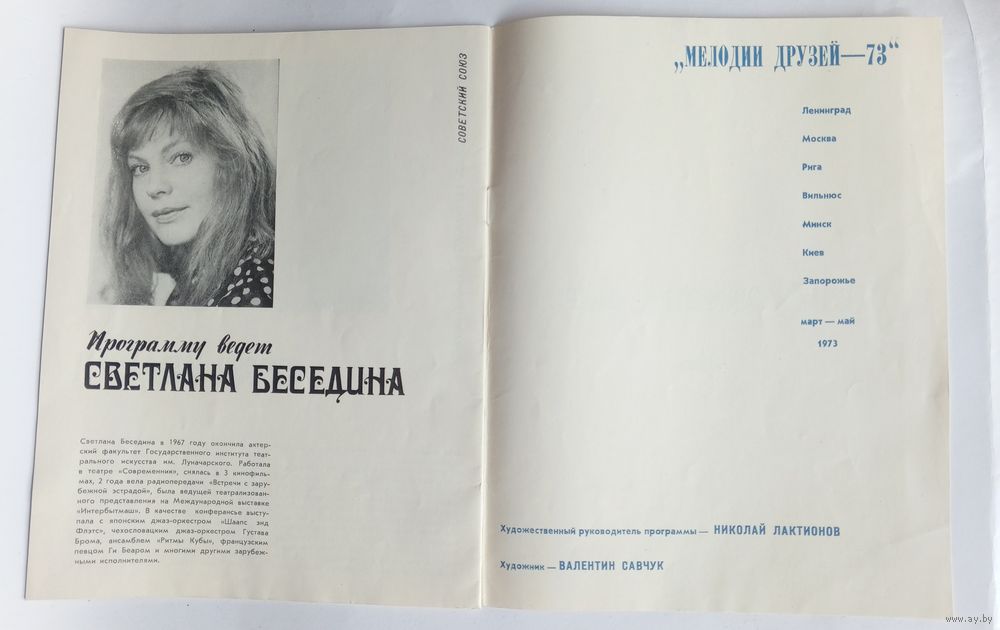 СОВЕТСКИЙ СОЮЗ
Программу ведет
СВЕТЛАНА БЕСЕДИНА
Светлана Беседина в 1967 году окончила актер-
ский факультет Государственного института теат-
рального искусства им. Луначарского. Работала
в театре «Современник», снялась в 3 кинофиль-
мах, 2 года вела радиопередачи «Встречи с зару-
бежной эстрадой», была ведущей театрализован-
ного представления на Международной выставке
«Интербытмаш». В качестве конферансье высту-
пала с японским джаз-оркестром «Шаапс энд
Флэтс», чехословацким джаз-оркестром Густава
Брома, ансамблем «Ритмы Кубы», французским
певцом Ги Беаром и многими другими зарубеж-
ными исполнителями.
„МЕЛОДИИ ДРУЗЕЙ—73“
Ленинград
Москва
Рига
Вильнюс
Минск
Киев
Запорожье
март — май
1973
Художественный руководитель программы — НИКОЛАЙ ЛАКТИОНОВ
Художник — ВАЛЕНТИН САВЧУК
www.ay.by